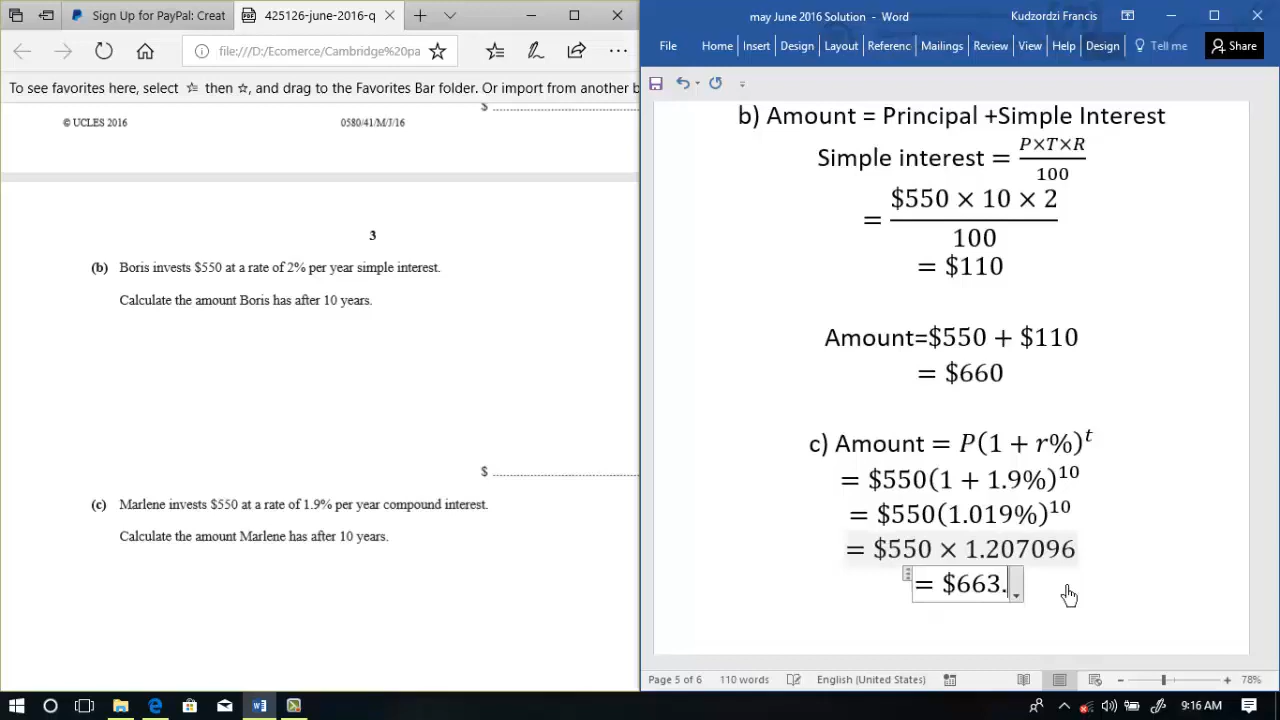 Sign up for PayPal: Creat
425126-june-2016-q
file:///D:/Ecomerce/Cambridge%20pa
To see favorites here, select ☆ then ☆, and drag to the Favorites Bar folder. Or import from another b
$
© UCLES 2016
0580/41/M/J/16
3
(b) Boris invests $550 at a rate of 2% per year simple interest.
Calculate the amount Boris has after 10 years.
$
(c) Marlene invests $550 at a rate of 1.9% per year compound interest.
Calculate the amount Marlene has after 10 years.
may June 2016 Solution - Word
Kudzordzi Francis
File Home Insert Design Layout Referenc Mailings Review View Help Design Tell me Share
b) Amount = Principal +Simple Interest
Simple interest = P×T×R/100
= $550 × 10 × 2
100
= $110
Amount=$550 + $110
= $660
c) Amount = P(1 + r%)^t
= $550(1 + 1.9%)^10
= $550(1.019%)^10
= $550 × 1.207096
= $663.
Page 5 of 6 110 words English (United States) 78%
9:16 AM